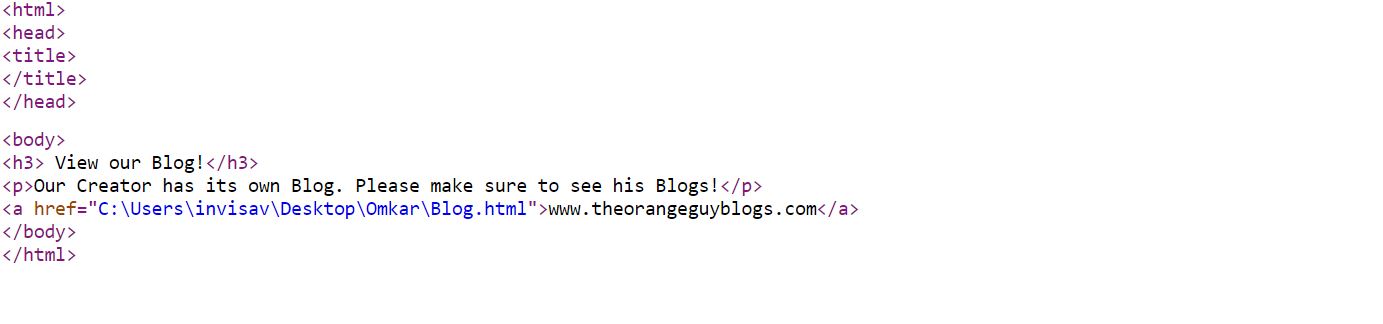 <html>
<head>
<title>
</title>
</head>
<body>
<h3> View our Blog!</h3>
<p>Our Creator has its own Blog. Please make sure to see his Blogs!</p>
<a href="C:\Users\invisav\Desktop\Omkar\Blog.html">www.theorangeguyblogs.com</a>
</body>
</html>